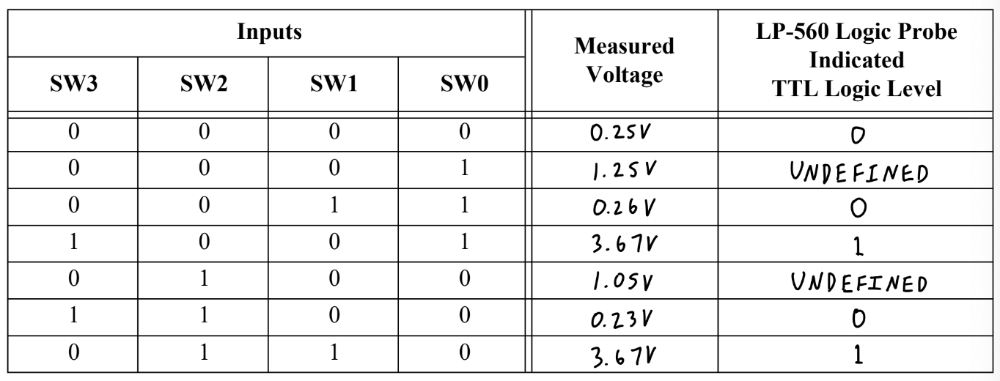 Inputs
Measured
Voltage
LP-560 Logic Probe
Indicated
TTL Logic Level
SW3 SW2 SW1 SW0
0 0 0 0 0.25V 0
0 0 0 1 1.25V UNDEFINED
0 0 1 1 0.26V 0
1 0 0 1 3.67V 1
0 1 0 0 1.05V UNDEFINED
1 1 0 0 0.23V 0
0 1 1 0 3.67V 1